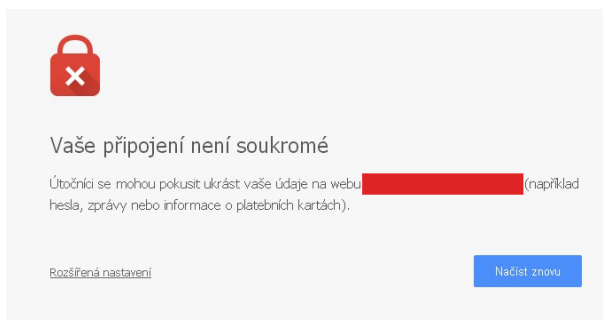 Vaše připojení není soukromé
Útočníci se mohou pokusit ukrást vaše údaje na webu (například
hesla, zprávy nebo informace o platebních kartách).
Rozšířená nastavení
Načíst znovu